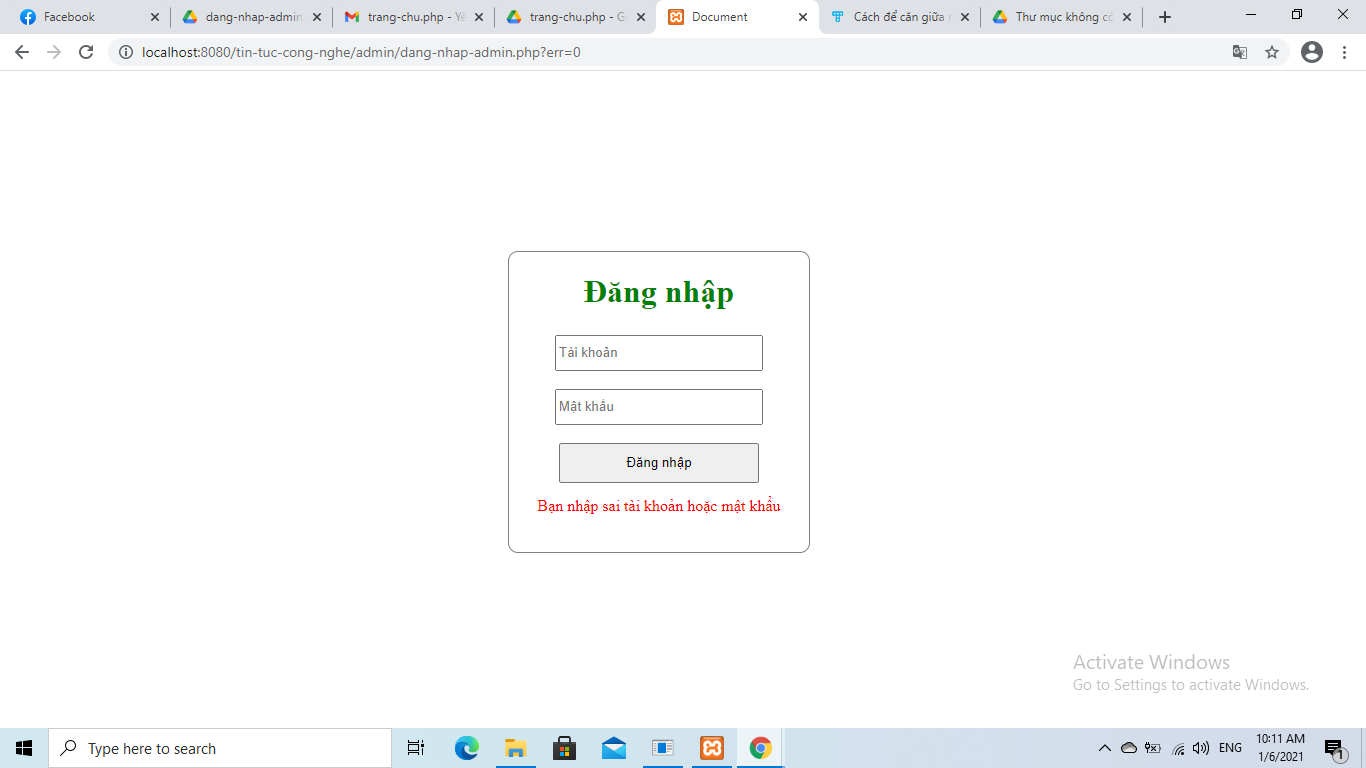 Facebook
dang-nhap-admin
trang-chu.php - Yê
trang-chu.php - G
Document
Cách để căn giữa
Thư mục không có
localhost:8080/tin-tuc-cong-nghe/admin/dang-nhap-admin.php?err=0
Đăng nhập
Tài khoản
Mật khẩu
Đăng nhập
Bạn nhập sai tài khoản hoặc mật khẩu
Activate Windows
Go to Settings to activate Windows.
Type here to search
ENG
10:11 AM
1/6/2021
1